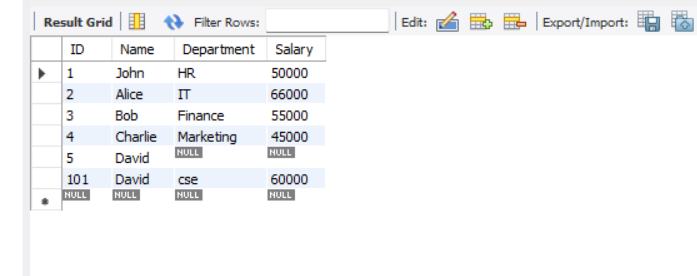 Result Grid Filter Rows: Edit: Export/Import:
ID Name Department Salary
1 John HR 50000
2 Alice IT 66000
3 Bob Finance 55000
4 Charlie Marketing 45000
5 David NULL NULL
101 David cse 60000
NULL NULL NULL NULL